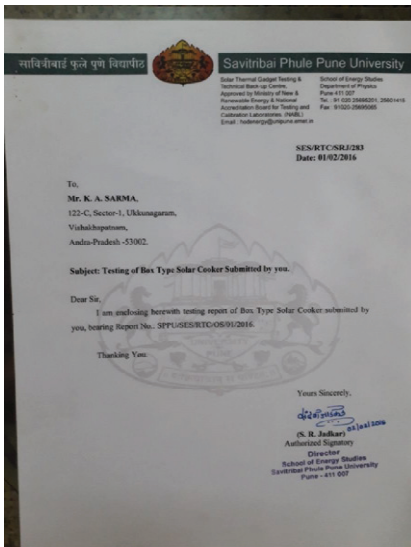 सावित्रीबाई फुले पुणे विद्यापीठ
Savitribai Phule Pune University
Solar Thermal Gadget Testing &
Technical Back up Centre,
Approved by Ministry of New &
Renewable Energy & National
Accreditation Board for Testing and
Calibration Laboratories. (NABL)
School of Energy Studies
Department of Physics
Pune 411 007
SES/RTC/SRJ/283
Date: 01/02/2016
To,
Mr. K. A. SARMA,
122-C, Sector-1, Ukkunagaram,
Vishakhapatnam,
Andra-Pradesh -53002.
Subject: Testing of Box Type Solar Cooker Submitted by you.
Dear Sir,
I am enclosing herewith testing report of Box Type Solar Cooker submitted by
you, bearing Report No.. SPPU/SES/RTC/OS/91/2016.
Thanking You.
Yours Sincerely,
02/02/2016
(S. R. Jadkar)
Authorized Signatory
Director
School of Energy Studies
Savitribai Phule Pune University
Pune - 411 007